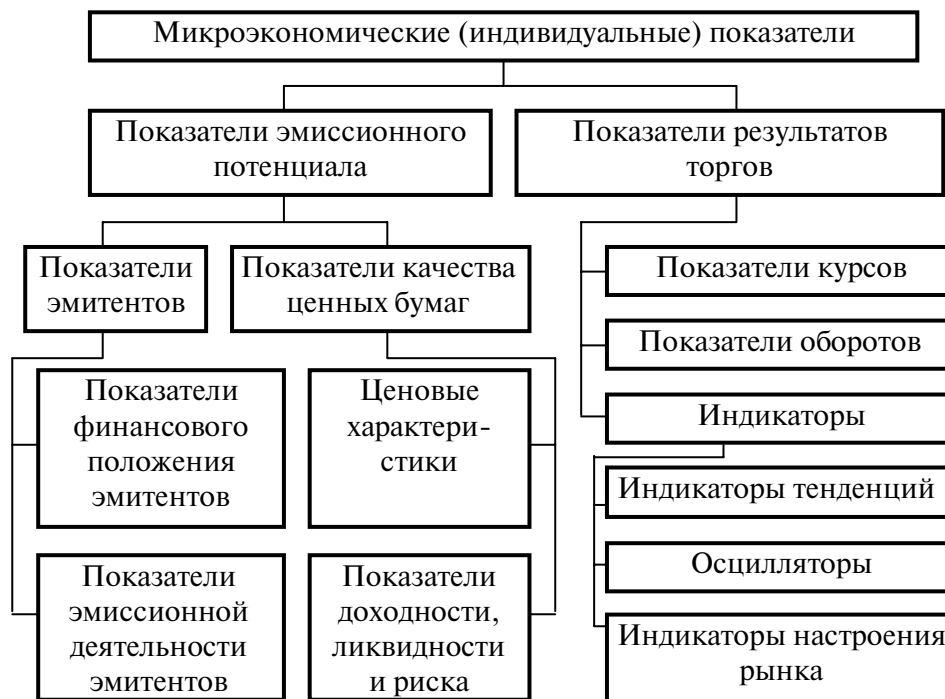 Микроэкономические (индивидуальные) показатели
Показатели эмиссионного
потенциала
Показатели результатов
торгов
Показатели
эмитентов
Показатели качества
ценных бумаг
Показатели курсов
Показатели оборотов
Индикаторы
Показатели
финансового
положения
эмитентов
Ценовые
характери-
стики
Индикаторы тенденций
Осцилляторы
Индикаторы настроения
рынка
Показатели
эмиссионной
деятельности
эмитентов
Показатели
доходности,
ликвидности
и риска